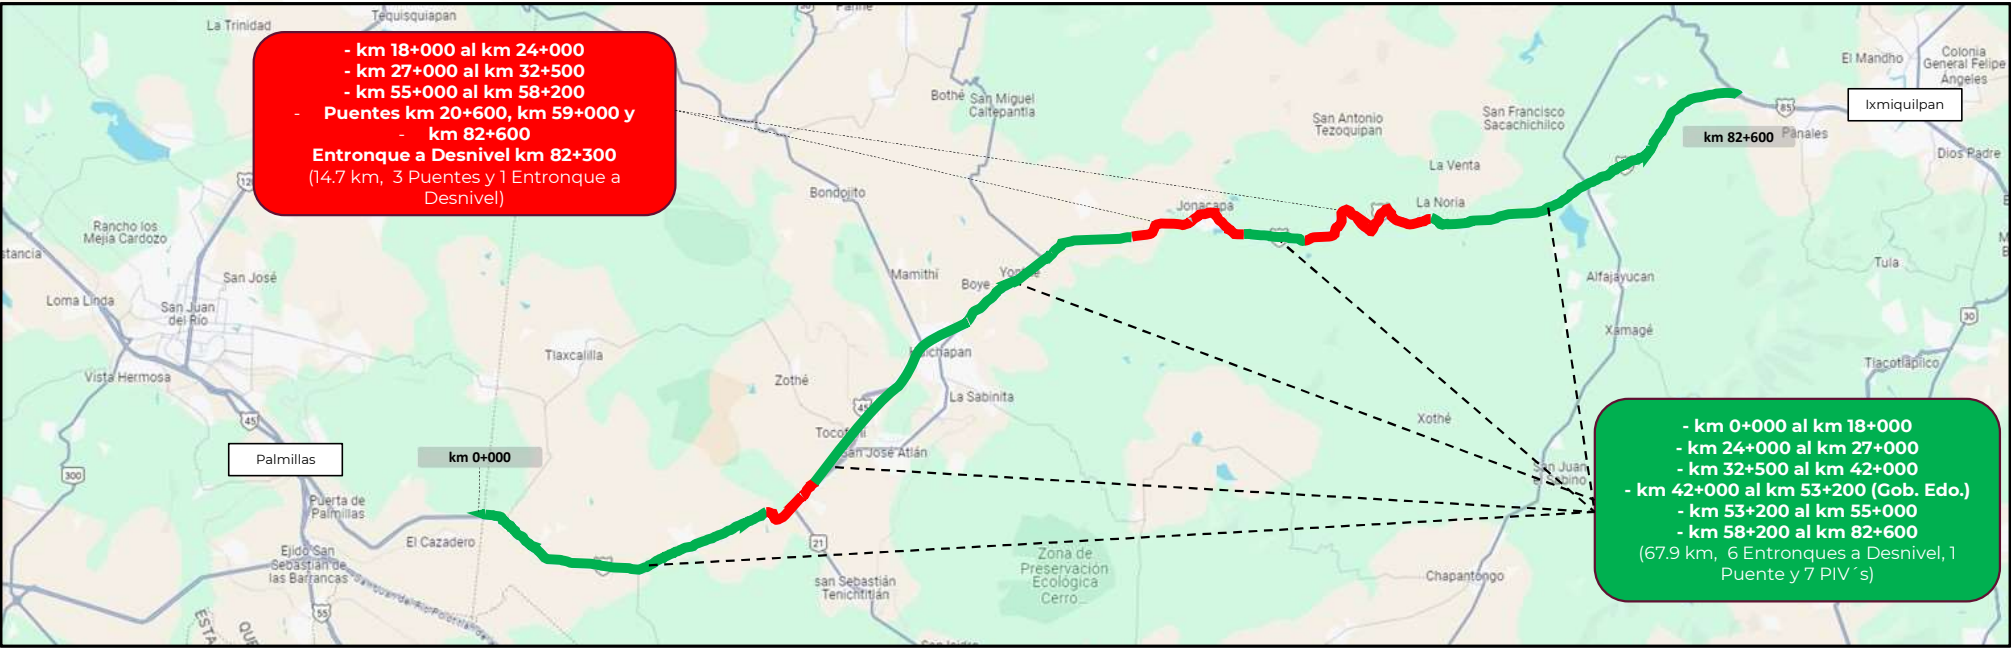 La Trinidad
Tequisquiapan
- km 18+000 al km 24+000
- km 27+000 al km 32+500
- km 55+000 al km 58+200
- Puentes km 20+600, km 59+000 y
- km 82+600
Entronque a Desnivel km 82+300
(14.7 km, 3 Puentes y 1 Entronque a
Desnivel)
El Mandho
Colonia
General Felipe
Ángeles
Ixmiquilpan
85
km 82+600
Panales
Dios Padre
Bothé
San Miguel
Caltepantla
San Antonio
Tezoquipan
San Francisco
Sacachichilco
La Venta
La Noria
Jonacapa
Bondojito
Rancho los
Mejía Cardozo
San José
Loma Linda
San Juan
del Río
Vista Hermosa
Mamithí
Boye
Tlaxcalilla
Zothé
La Sabinita
45
45
Alfajayucan
Tula
30
Xamagé
Tlacotlapilco
Xothé
San José Atlán
Palmillas
km 0+000
300
Puerta de
Palmillas
El Cazadero
Ejido San
Sebastián de
las Barrancas
55
21
san Sebastián
Tenichtitlán
Zona de
Preservación
Ecológica
Cerro...
San Juan
Chapantongo
- km 0+000 al km 18+000
- km 24+000 al km 27+000
- km 32+500 al km 42+000
- km 42+000 al km 53+200 (Gob. Edo.)
- km 53+200 al km 55+000
- km 58+200 al km 82+600
(67.9 km, 6 Entronques a Desnivel, 1
Puente y 7 PIV´s)